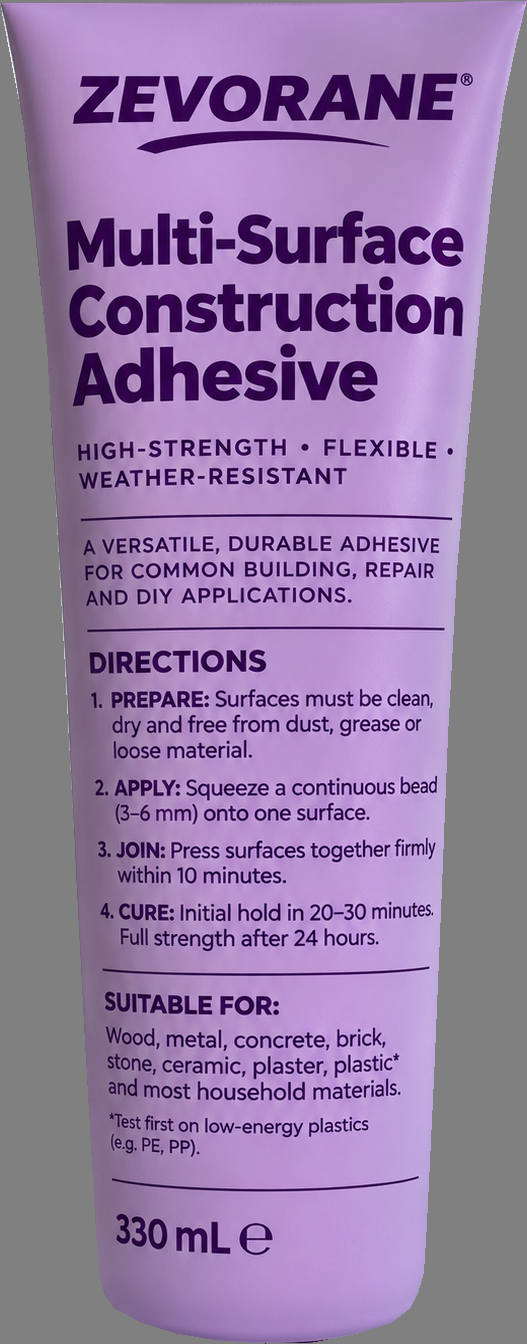 ZEVORANE®
Multi-Surface
Construction
Adhesive
HIGH-STRENGTH • FLEXIBLE •
WEATHER-RESISTANT
A VERSATILE, DURABLE ADHESIVE
FOR COMMON BUILDING, REPAIR
AND DIY APPLICATIONS.
DIRECTIONS
1. PREPARE: Surfaces must be clean,
dry and free from dust, grease or
loose material.
2. APPLY: Squeeze a continuous bead
(3–6 mm) onto one surface.
3. JOIN: Press surfaces together firmly
within 10 minutes.
4. CURE: Initial hold in 20–30 minutes.
Full strength after 24 hours.
SUITABLE FOR:
Wood, metal, concrete, brick,
stone, ceramic, plaster, plastic*
and most household materials.
*Test first on low-energy plastics
(e.g. PE, PP).
330 mL ℮